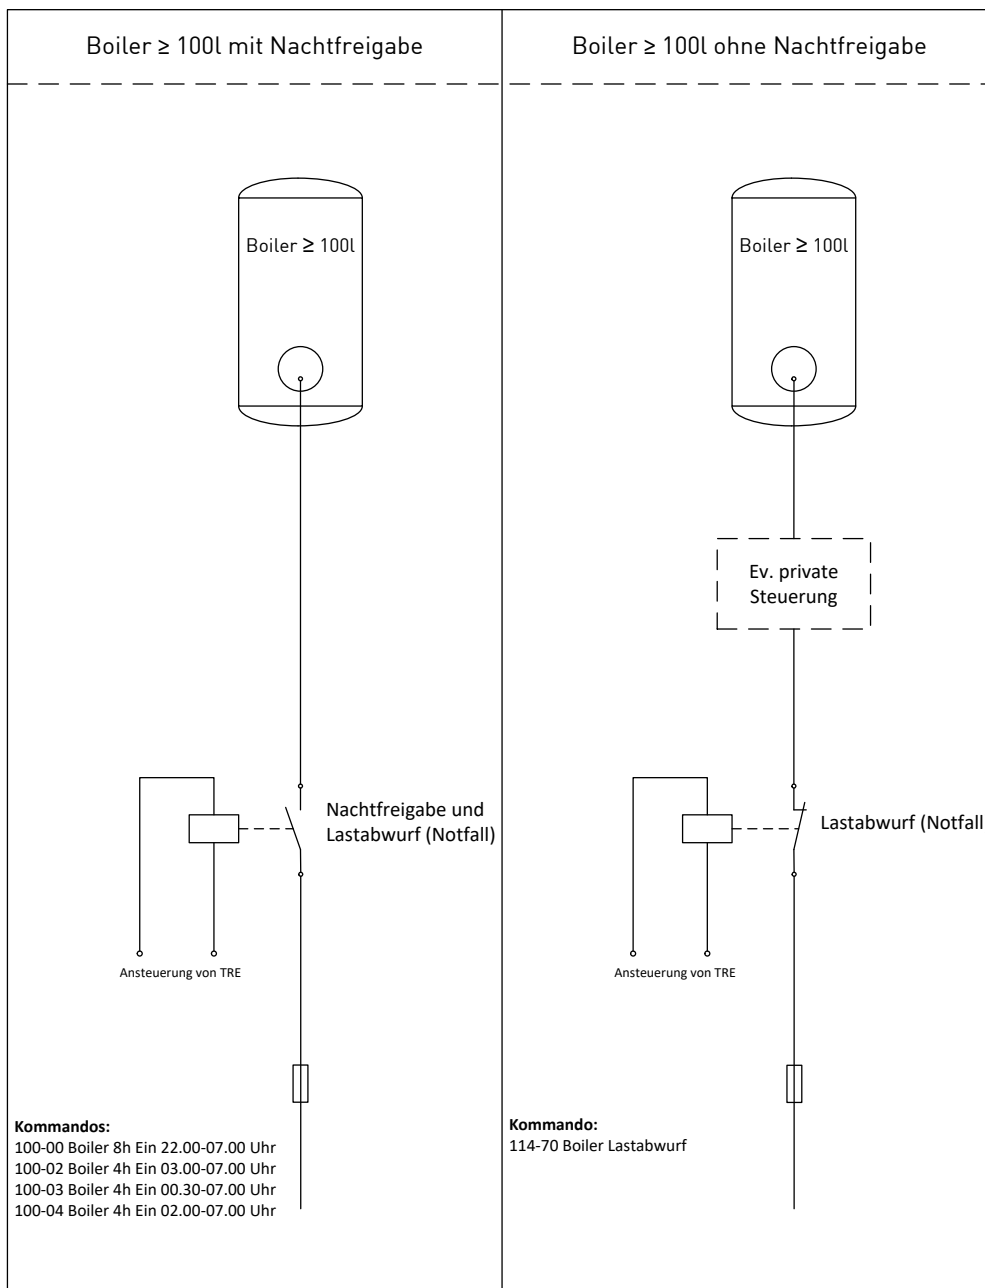 Boiler ≥ 100l mit Nachtfreigabe
Boiler ≥ 100l
Nachtfreigabe und
Lastabwurf (Notfall)
Ansteuerung von TRE
Kommandos:
100-00 Boiler 8h Ein 22.00-07.00 Uhr
100-02 Boiler 4h Ein 03.00-07.00 Uhr
100-03 Boiler 4h Ein 00.30-07.00 Uhr
100-04 Boiler 4h Ein 02.00-07.00 Uhr
Boiler ≥ 100l ohne Nachtfreigabe
Boiler ≥ 100l
Ev. private
Steuerung
Lastabwurf (Notfall
Ansteuerung von TRE
Kommando:
114-70 Boiler Lastabwurf